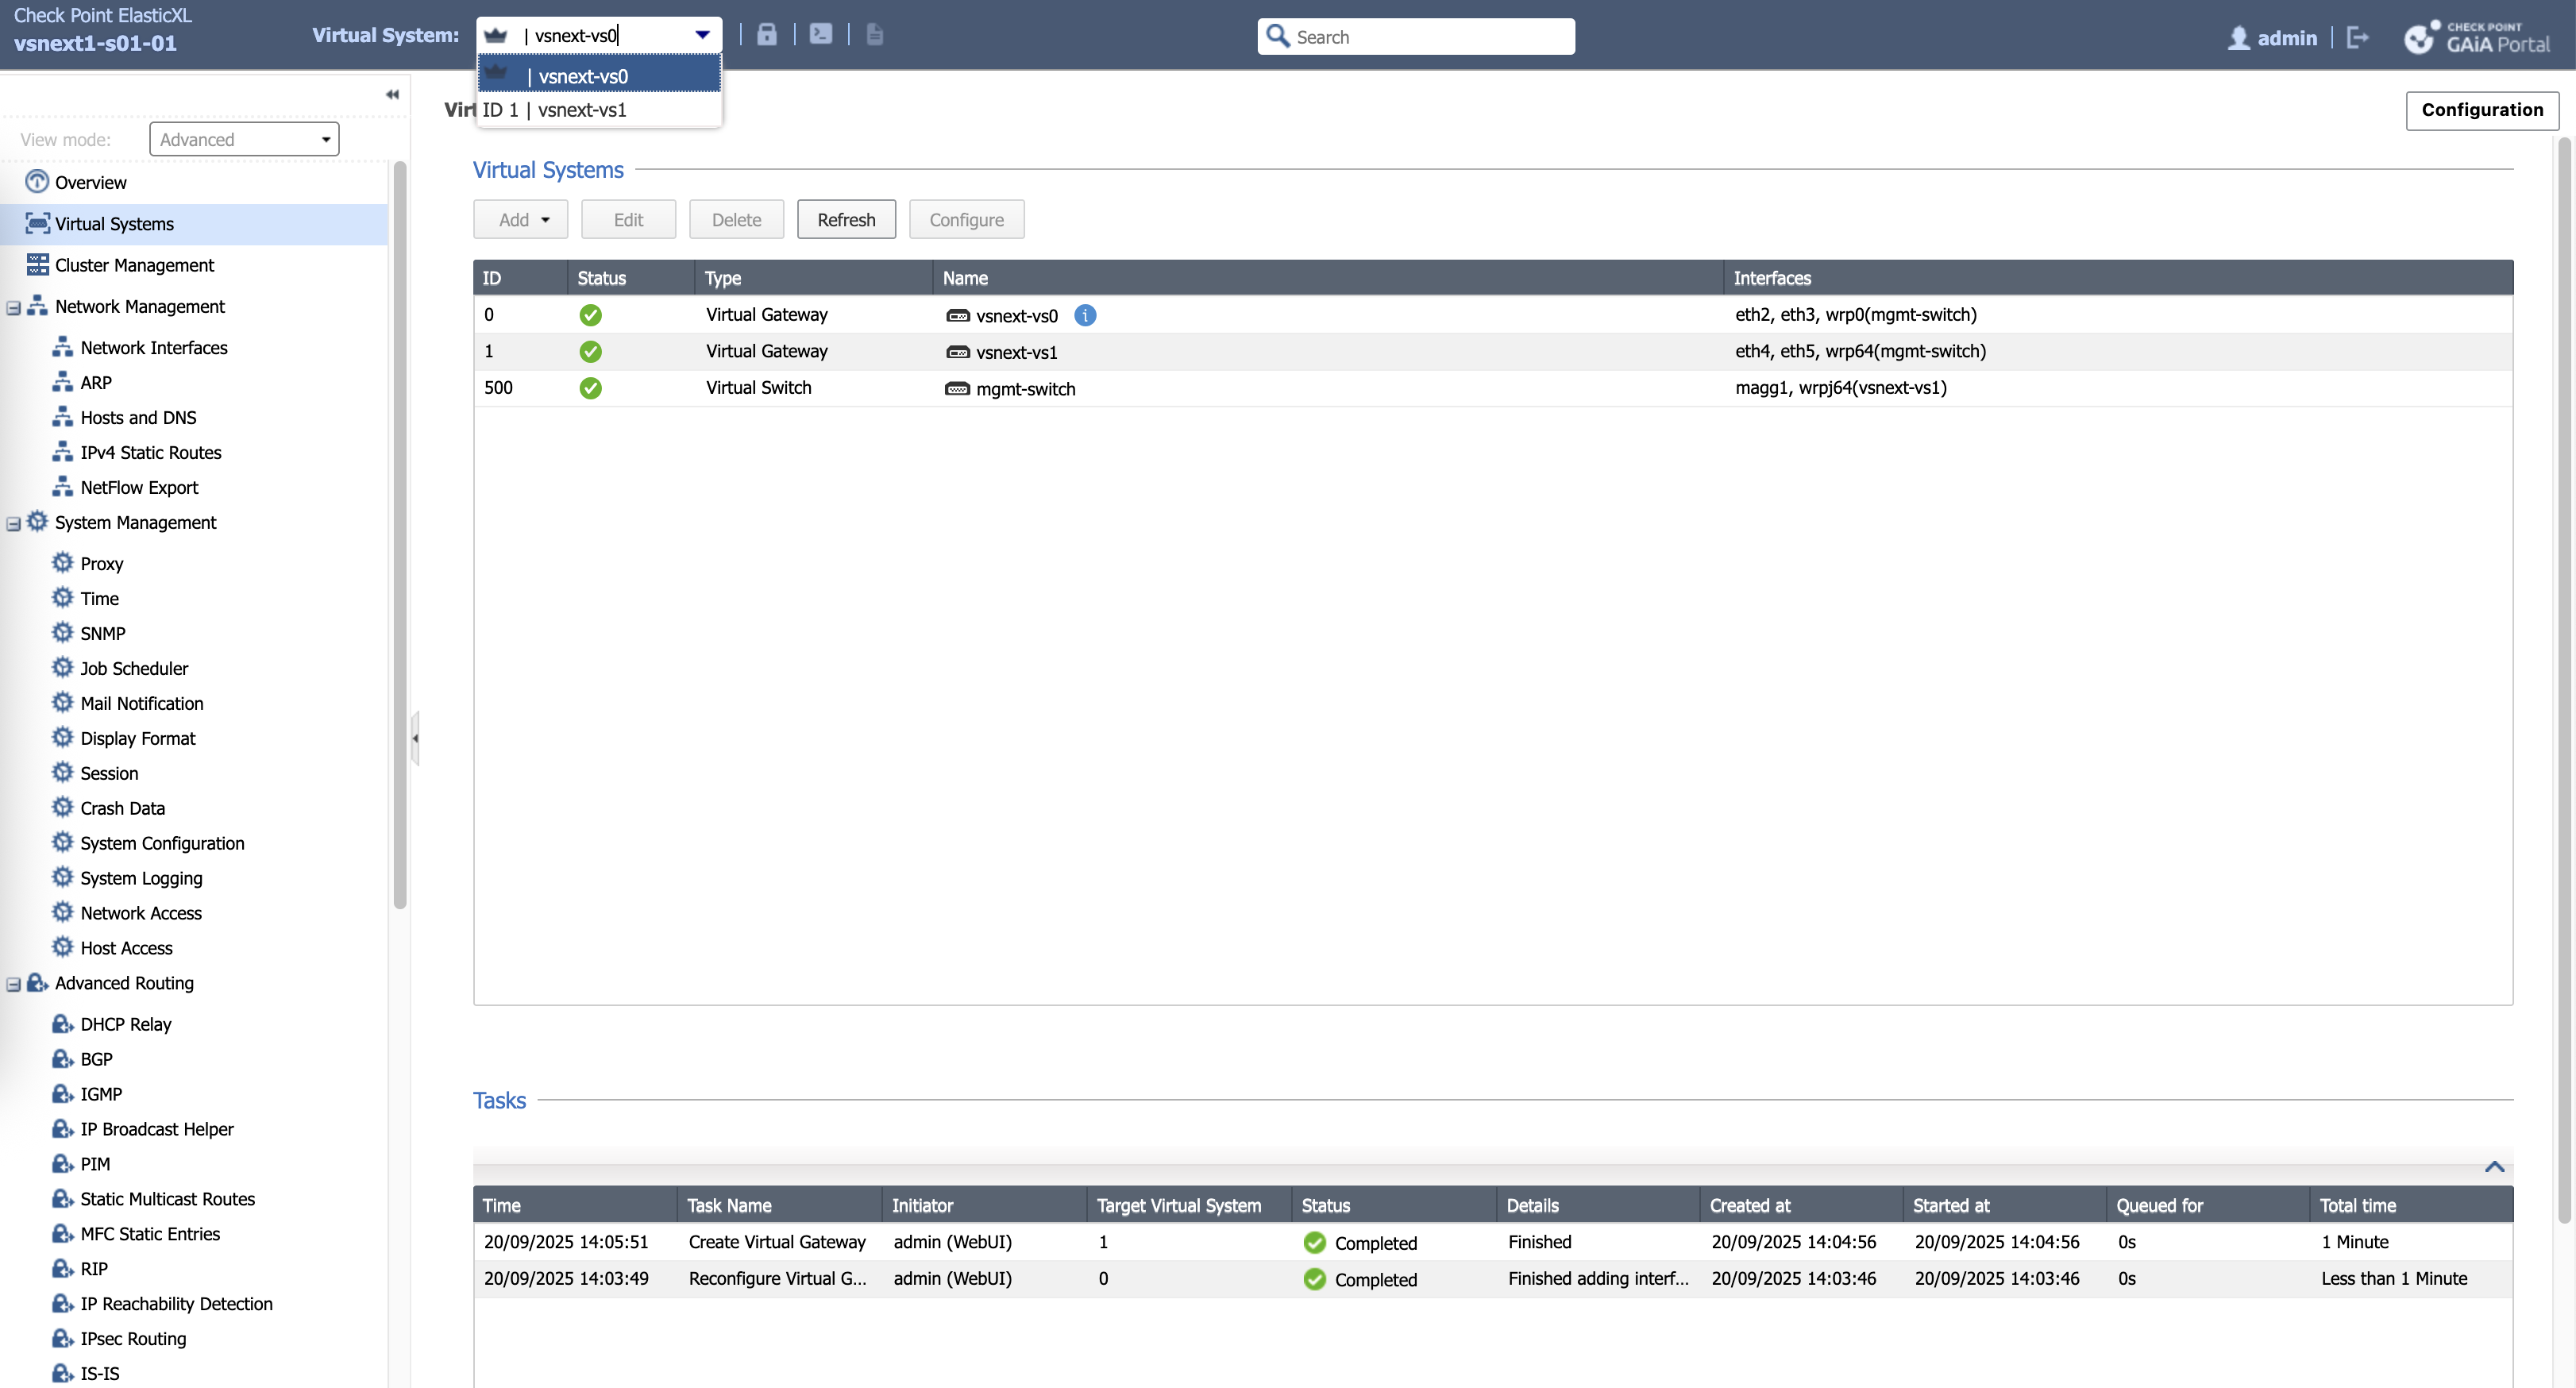 Check Point ElasticXL
vsnext1-s01-01
Virtual System:
| vsnext-vs0
| vsnext-vs0
ID 1 | vsnext-vs1
Search
admin
CHECK POINT
GAiA Portal
View mode:
Advanced
Overview
Virtual Systems
Cluster Management
Network Management
Network Interfaces
ARP
Hosts and DNS
IPv4 Static Routes
NetFlow Export
System Management
Proxy
Time
SNMP
Job Scheduler
Mail Notification
Display Format
Session
Crash Data
System Configuration
System Logging
Network Access
Host Access
Advanced Routing
DHCP Relay
BGP
IGMP
IP Broadcast Helper
PIM
Static Multicast Routes
MFC Static Entries
RIP
IP Reachability Detection
IPsec Routing
IS-IS
Configuration
Virtual Systems
Add Edit Delete Refresh Configure
ID Status Type Name Interfaces
0 Virtual Gateway vsnext-vs0 eth2, eth3, wrp0(mgmt-switch)
1 Virtual Gateway vsnext-vs1 eth4, eth5, wrp64(mgmt-switch)
500 Virtual Switch mgmt-switch magg1, wrpj64(vsnext-vs1)
Tasks
Time Task Name Initiator Target Virtual System Status Details Created at Started at Queued for Total time
20/09/2025 14:05:51 Create Virtual Gateway admin (WebUI) 1 Completed Finished 20/09/2025 14:04:56 20/09/2025 14:04:56 0s 1 Minute
20/09/2025 14:03:49 Reconfigure Virtual G... admin (WebUI) 0 Completed Finished adding interf... 20/09/2025 14:03:46 20/09/2025 14:03:46 0s Less than 1 Minute